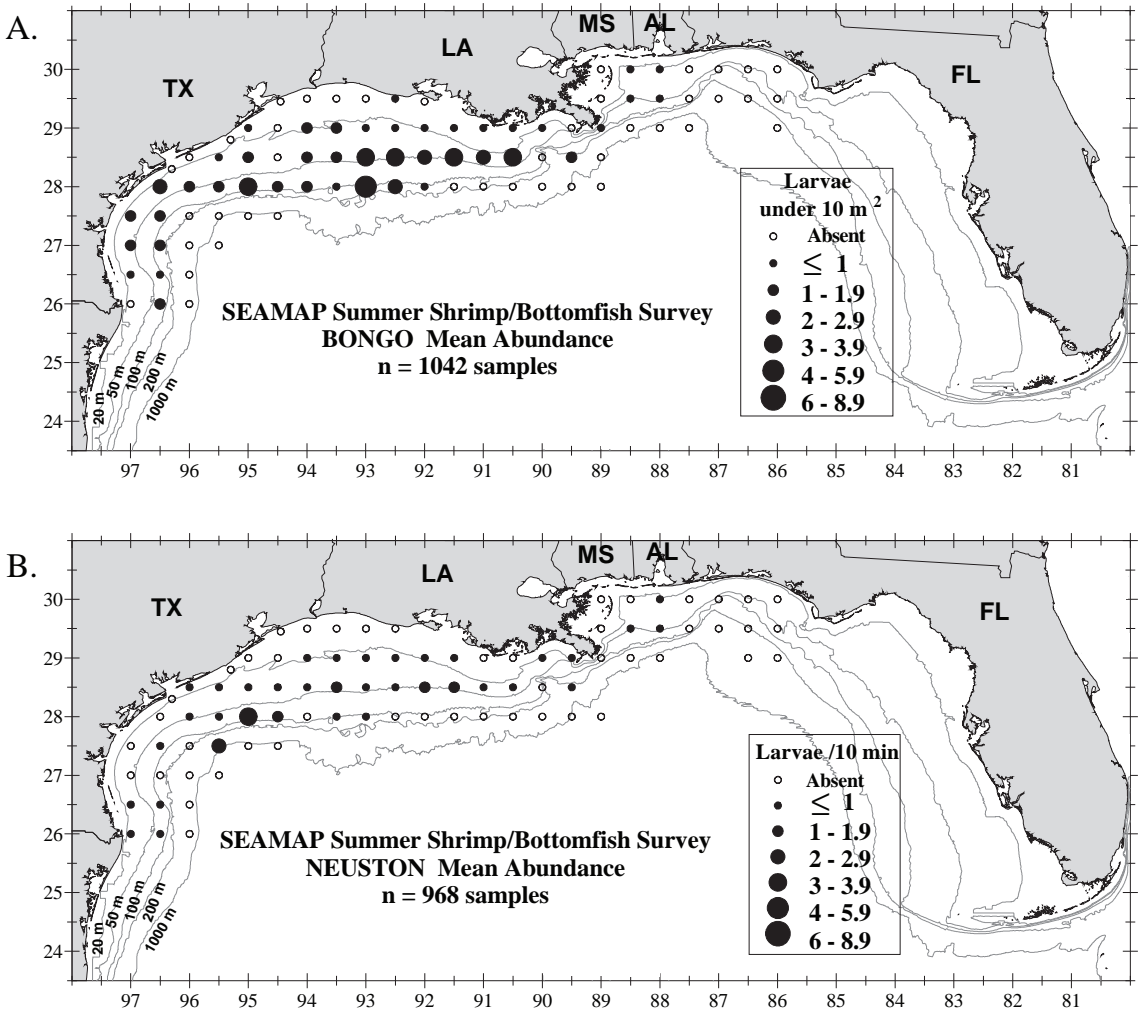 A.
MS AL
LA
TX
FL
30
29
28
27
26
25
24
Larvae
under 10 m 2
Absent
≤ 1
1 - 1.9
2 - 2.9
3 - 3.9
4 - 5.9
6 - 8.9
SEAMAP Summer Shrimp/Bottomfish Survey
BONGO Mean Abundance
n = 1042 samples
20 m
50 m
100 m
200 m
1000 m
97 96 95 94 93 92 91 90 89 88 87 86 85 84 83 82 81
B.
MS AL
LA
TX
FL
30
29
28
27
26
25
24
Larvae /10 min
Absent
≤ 1
1 - 1.9
2 - 2.9
3 - 3.9
4 - 5.9
6 - 8.9
SEAMAP Summer Shrimp/Bottomfish Survey
NEUSTON Mean Abundance
n = 968 samples
20 m
50 m
100 m
200 m
1000 m
97 96 95 94 93 92 91 90 89 88 87 86 85 84 83 82 81